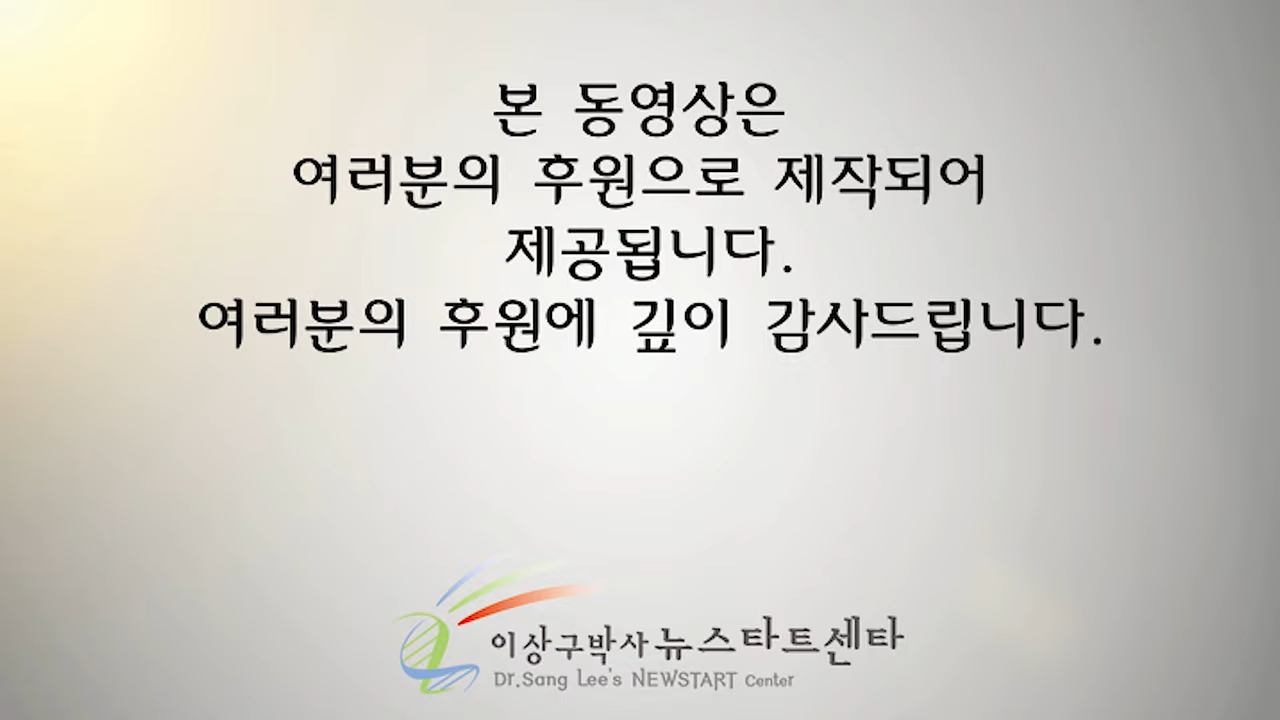 본 동영상은
여러분의 후원으로 제작되어
제공됩니다.
여러분의 후원에 깊이 감사드립니다.
이상구박사 뉴스타트센타
Dr.Sang Lee's NEWSTART Center